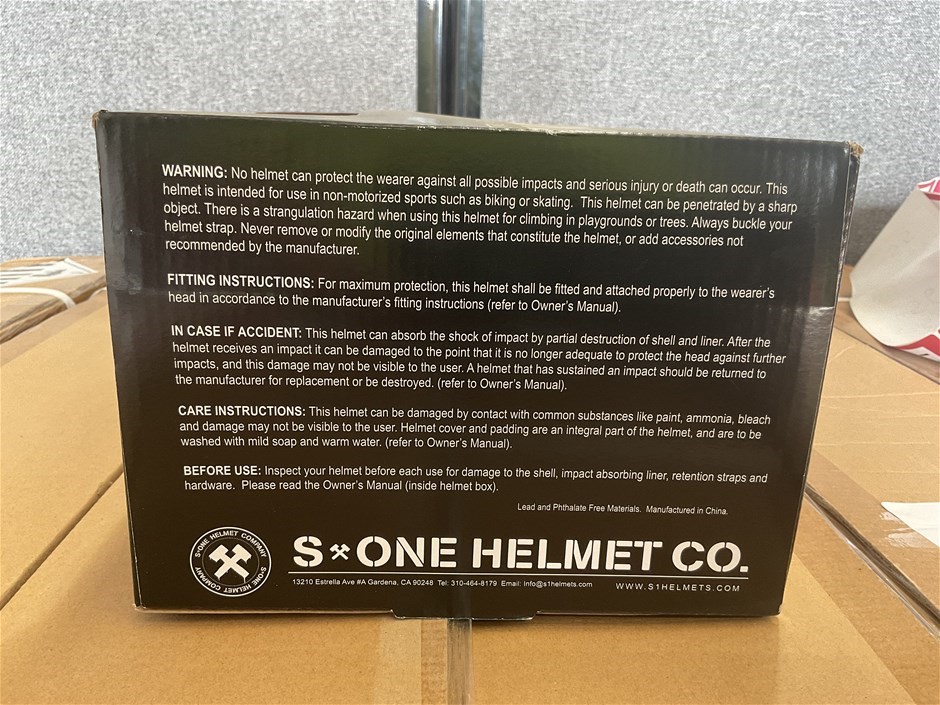 WARNING: No helmet can protect the wearer against all possible impacts and serious injury or death can occur. This
helmet is intended for use in non-motorized sports such as biking or skating. This helmet can be penetrated by a sharp
object. There is a strangulation hazard when using this helmet for climbing in playgrounds or trees. Always buckle your
helmet strap. Never remove or modify the original elements that constitute the helmet, or add accessories not
recommended by the manufacturer.
FITTING INSTRUCTIONS: For maximum protection, this helmet shall be fitted and attached properly to the wearer's
head in accordance to the manufacturer's fitting instructions (refer to Owner's Manual).
IN CASE IF ACCIDENT: This helmet can absorb the shock of impact by partial destruction of shell and liner. After the
helmet receives an impact it can be damaged to the point that it is no longer adequate to protect the head against further
impacts, and this damage may not be visible to the user. A helmet that has sustained an impact should be returned to
the manufacturer for replacement or be destroyed. (refer to Owner's Manual).
CARE INSTRUCTIONS: This helmet can be damaged by contact with common substances like paint, ammonia, bleach
and damage may not be visible to the user. Helmet cover and padding are an integral part of the helmet, and are to be
washed with mild soap and warm water. (refer to Owner's Manual).
BEFORE USE: Inspect your helmet before each use for damage to the shell, impact absorbing liner, retention straps and
hardware. Please read the Owner's Manual (inside helmet box).
Lead and Phthalate Free Materials. Manufactured in China.
S ONE HELMET COMPANY S ONE HELMET COMPANY
S ONE HELMET CO.
13210 Estrella Ave #A Gardena, CA 90248 Tel: 310-464-8179 Email: Info@s1helmets.com WWW.S1HELMETS.COM